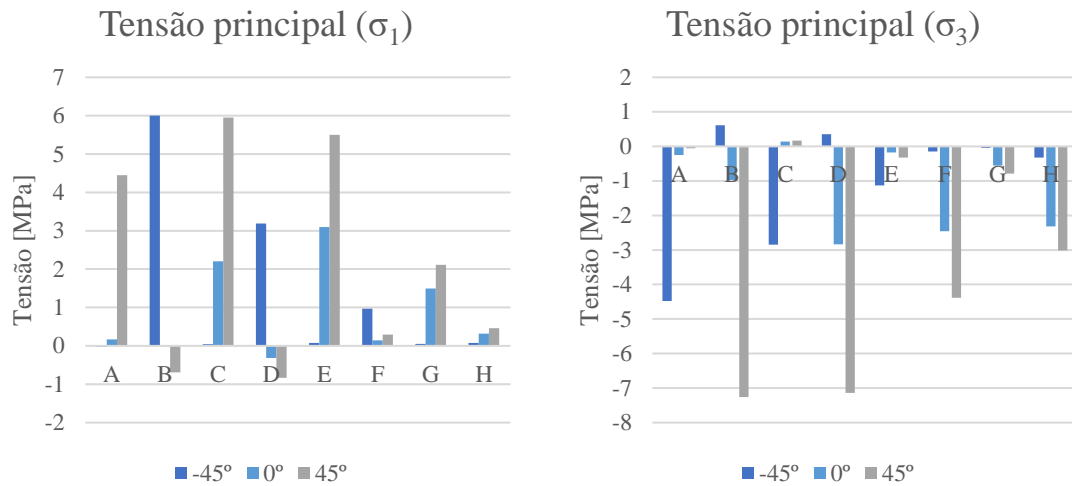 Tensão principal (σ₁)
7
6
5
4
3
2
1
0
-1
-2
Tensão [MPa]
A B C D E F G H
-45º 0º 45º
Tensão principal (σ₃)
2
1
0
-1
-2
-3
-4
-5
-6
-7
-8
Tensão [MPa]
A B C D E F G H
-45º 0º 45º